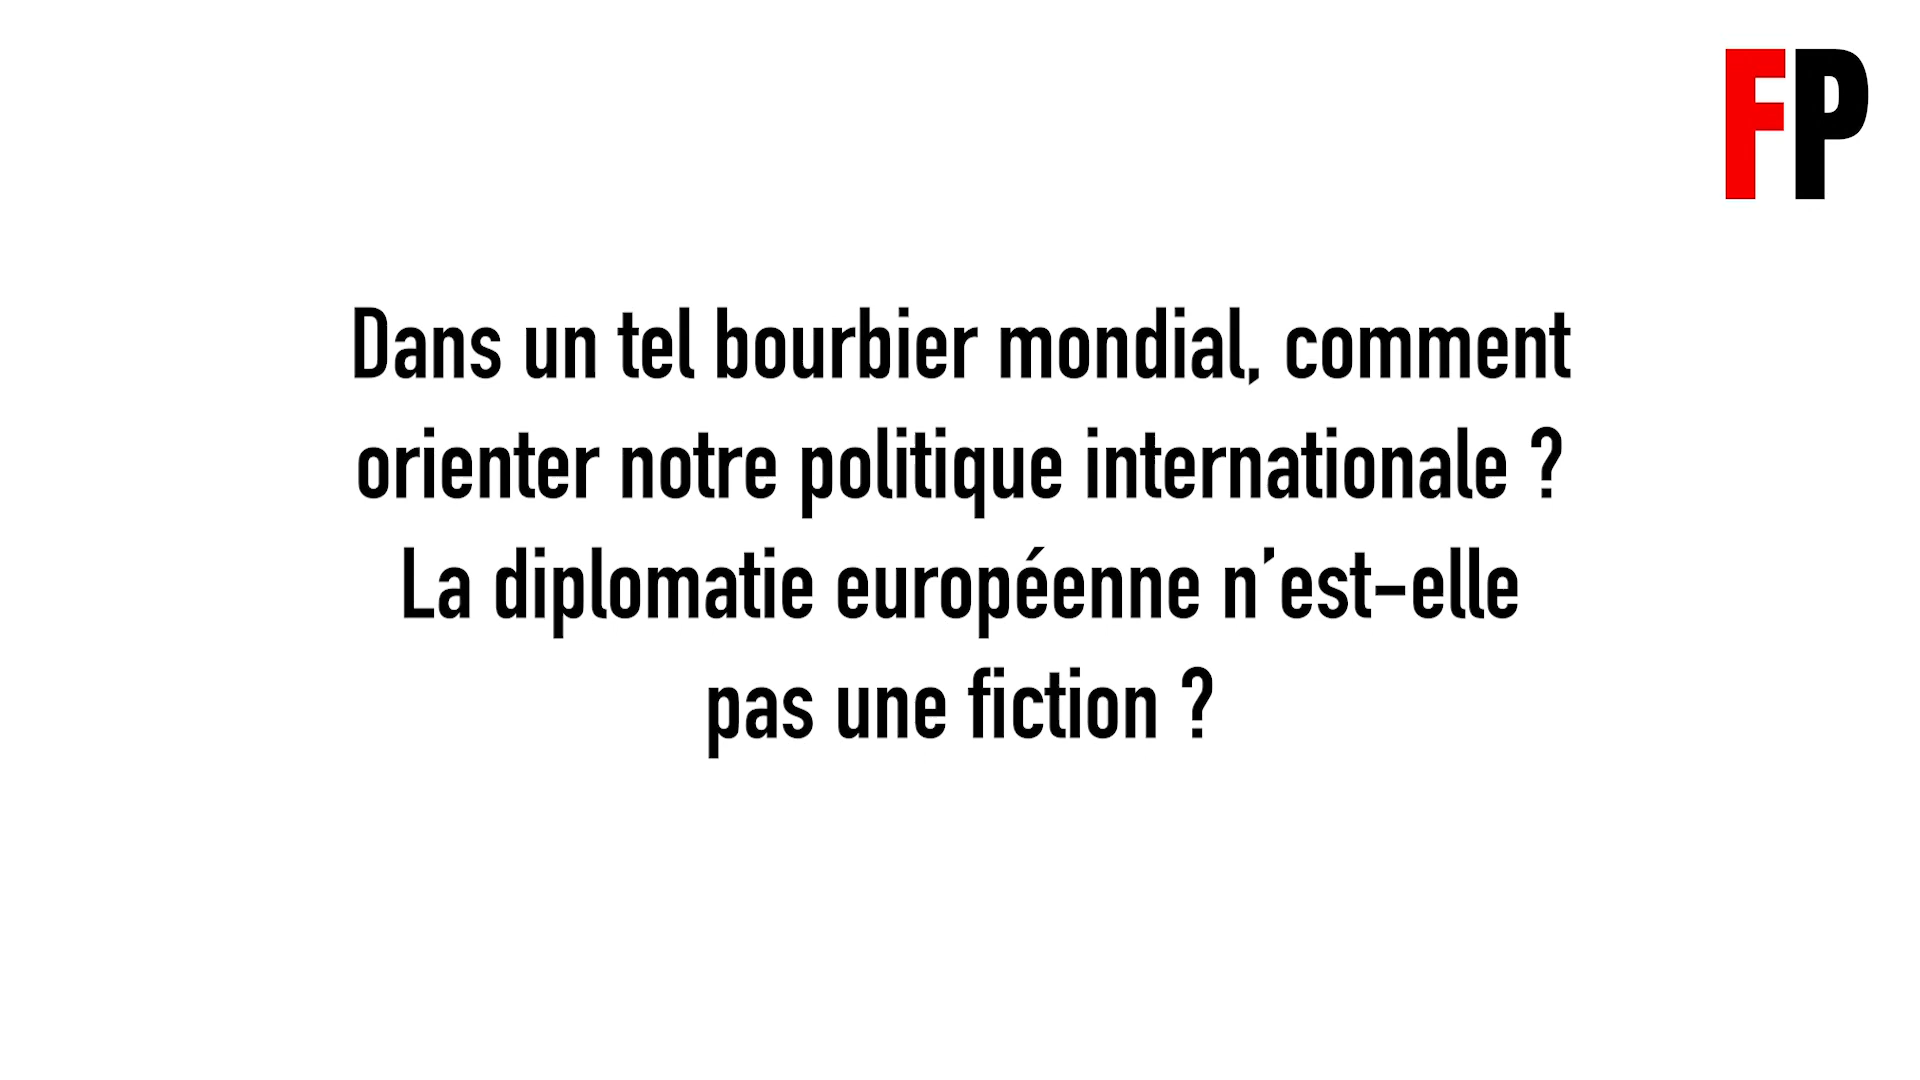 FP
Dans un tel bourbier mondial, comment
orienter notre politique internationale ?
La diplomatie européenne n'est-elle
pas une fiction ?